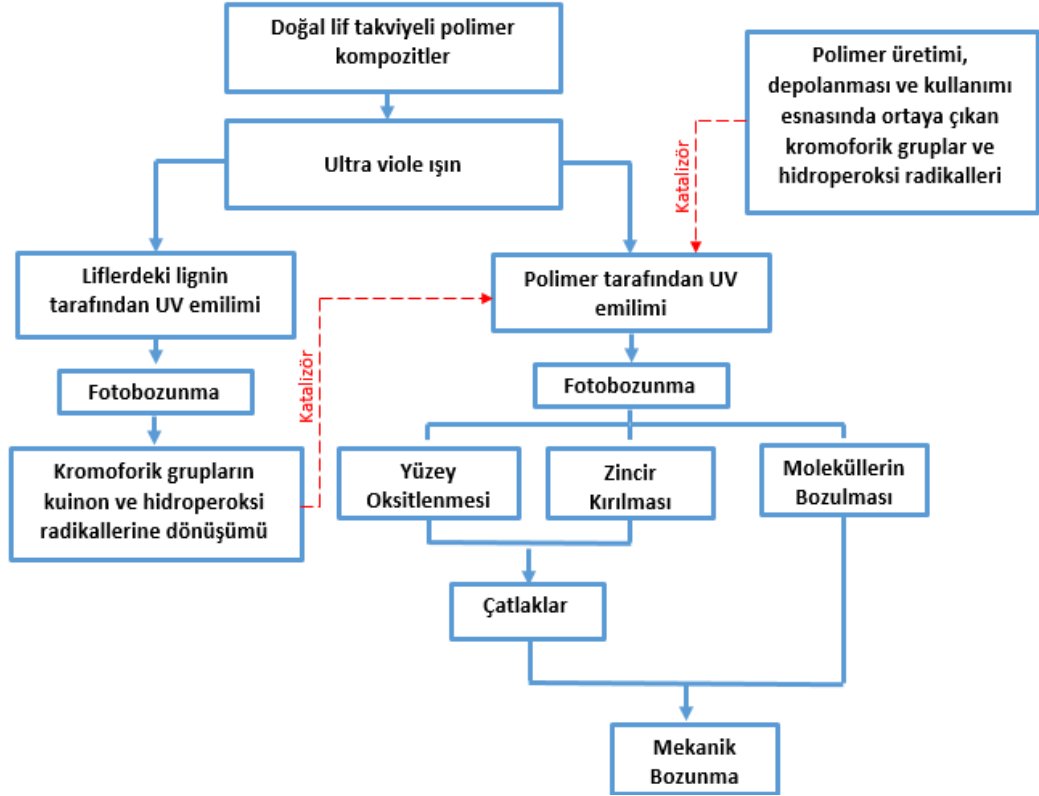 Doğal lif takviyeli polimer
kompozitler
Polimer üretimi,
depolanması ve kullanımı
esnasında ortaya çıkan
kromoforik gruplar ve
hidroperoksi radikalleri
Ultra viole ışın
Katalizör
Liflerdeki lignin
tarafından UV emilimi
Polimer tarafından UV
emilimi
Katalizör
Fotobozunma
Fotobozunma
Kromoforik grupların
kuinon ve hidroperoksi
radikallerine dönüşümü
Yüzey
Oksitlenmesi
Zincir
Kırılması
Moleküllerin
Bozulması
Çatlaklar
Mekanik
Bozunma